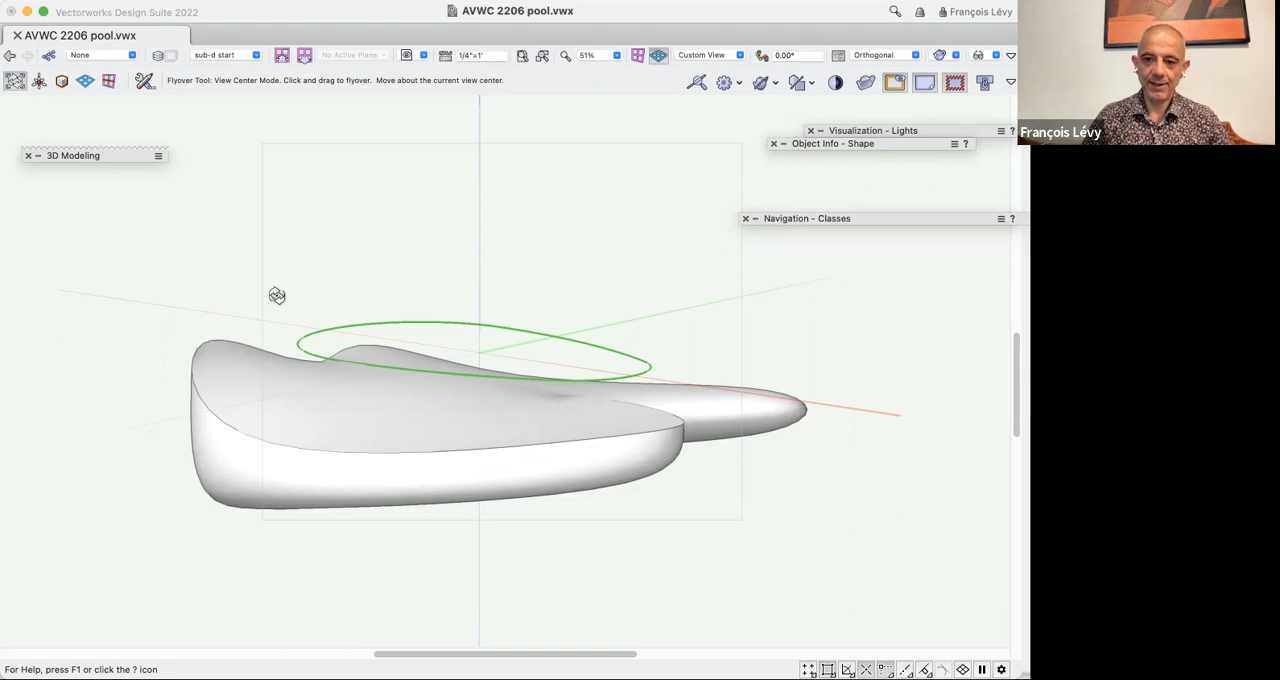 Vectorworks Design Suite 2022
AVWC 2206 pool.vwx
François Lévy
AVWC 2206 pool.vwx
None
sub-d start
No Active Plane
1/4"=1'
51%
Custom View
0.00°
Orthogonal
Flyover Tool: View Center Mode. Click and drag to flyover. Move about the current view center.
François Lévy
Visualization - Lights
?
Object Info - Shape
?
3D Modeling
Navigation - Classes
?
For Help, press F1 or click the ? icon